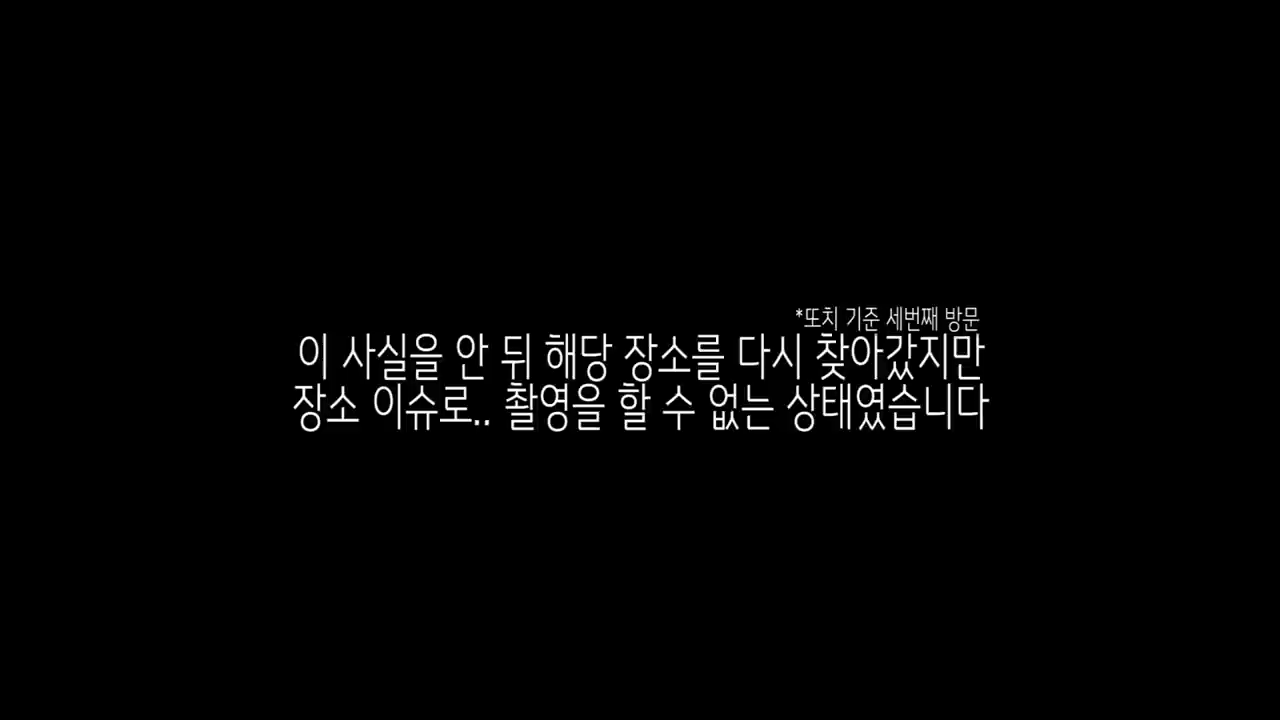 *또치 기준 세번째 방문
이 사실을 안 뒤 해당 장소를 다시 찾아갔지만
장소 이슈로.. 촬영을 할 수 없는 상태였습니다